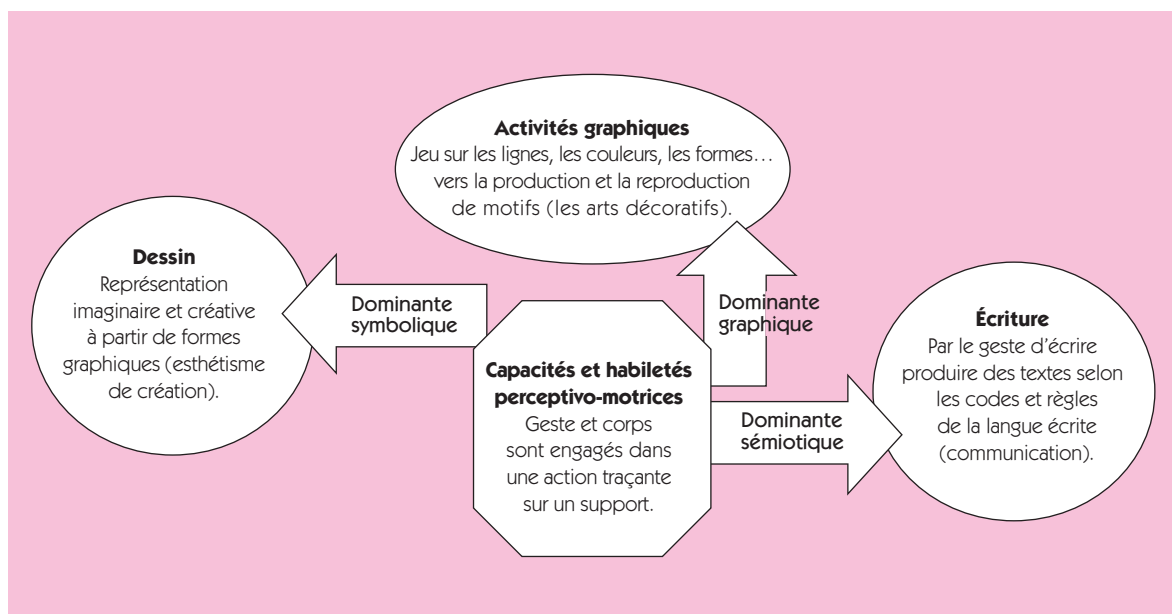 Activités graphiques
Jeu sur les lignes, les couleurs, les formes…
vers la production et la reproduction
de motifs (les arts décoratifs).
Dessin
Représentation
imaginaire et créative
à partir de formes
graphiques (esthétisme
de création).
Dominante
symbolique
Dominante
graphique
Capacités et habiletés
perceptivo-motrices
Geste et corps
sont engagés dans
une action traçante
sur un support.
Dominante
sémiotique
Écriture
Par le geste d’écrire
produire des textes selon
les codes et règles
de la langue écrite
(communication).